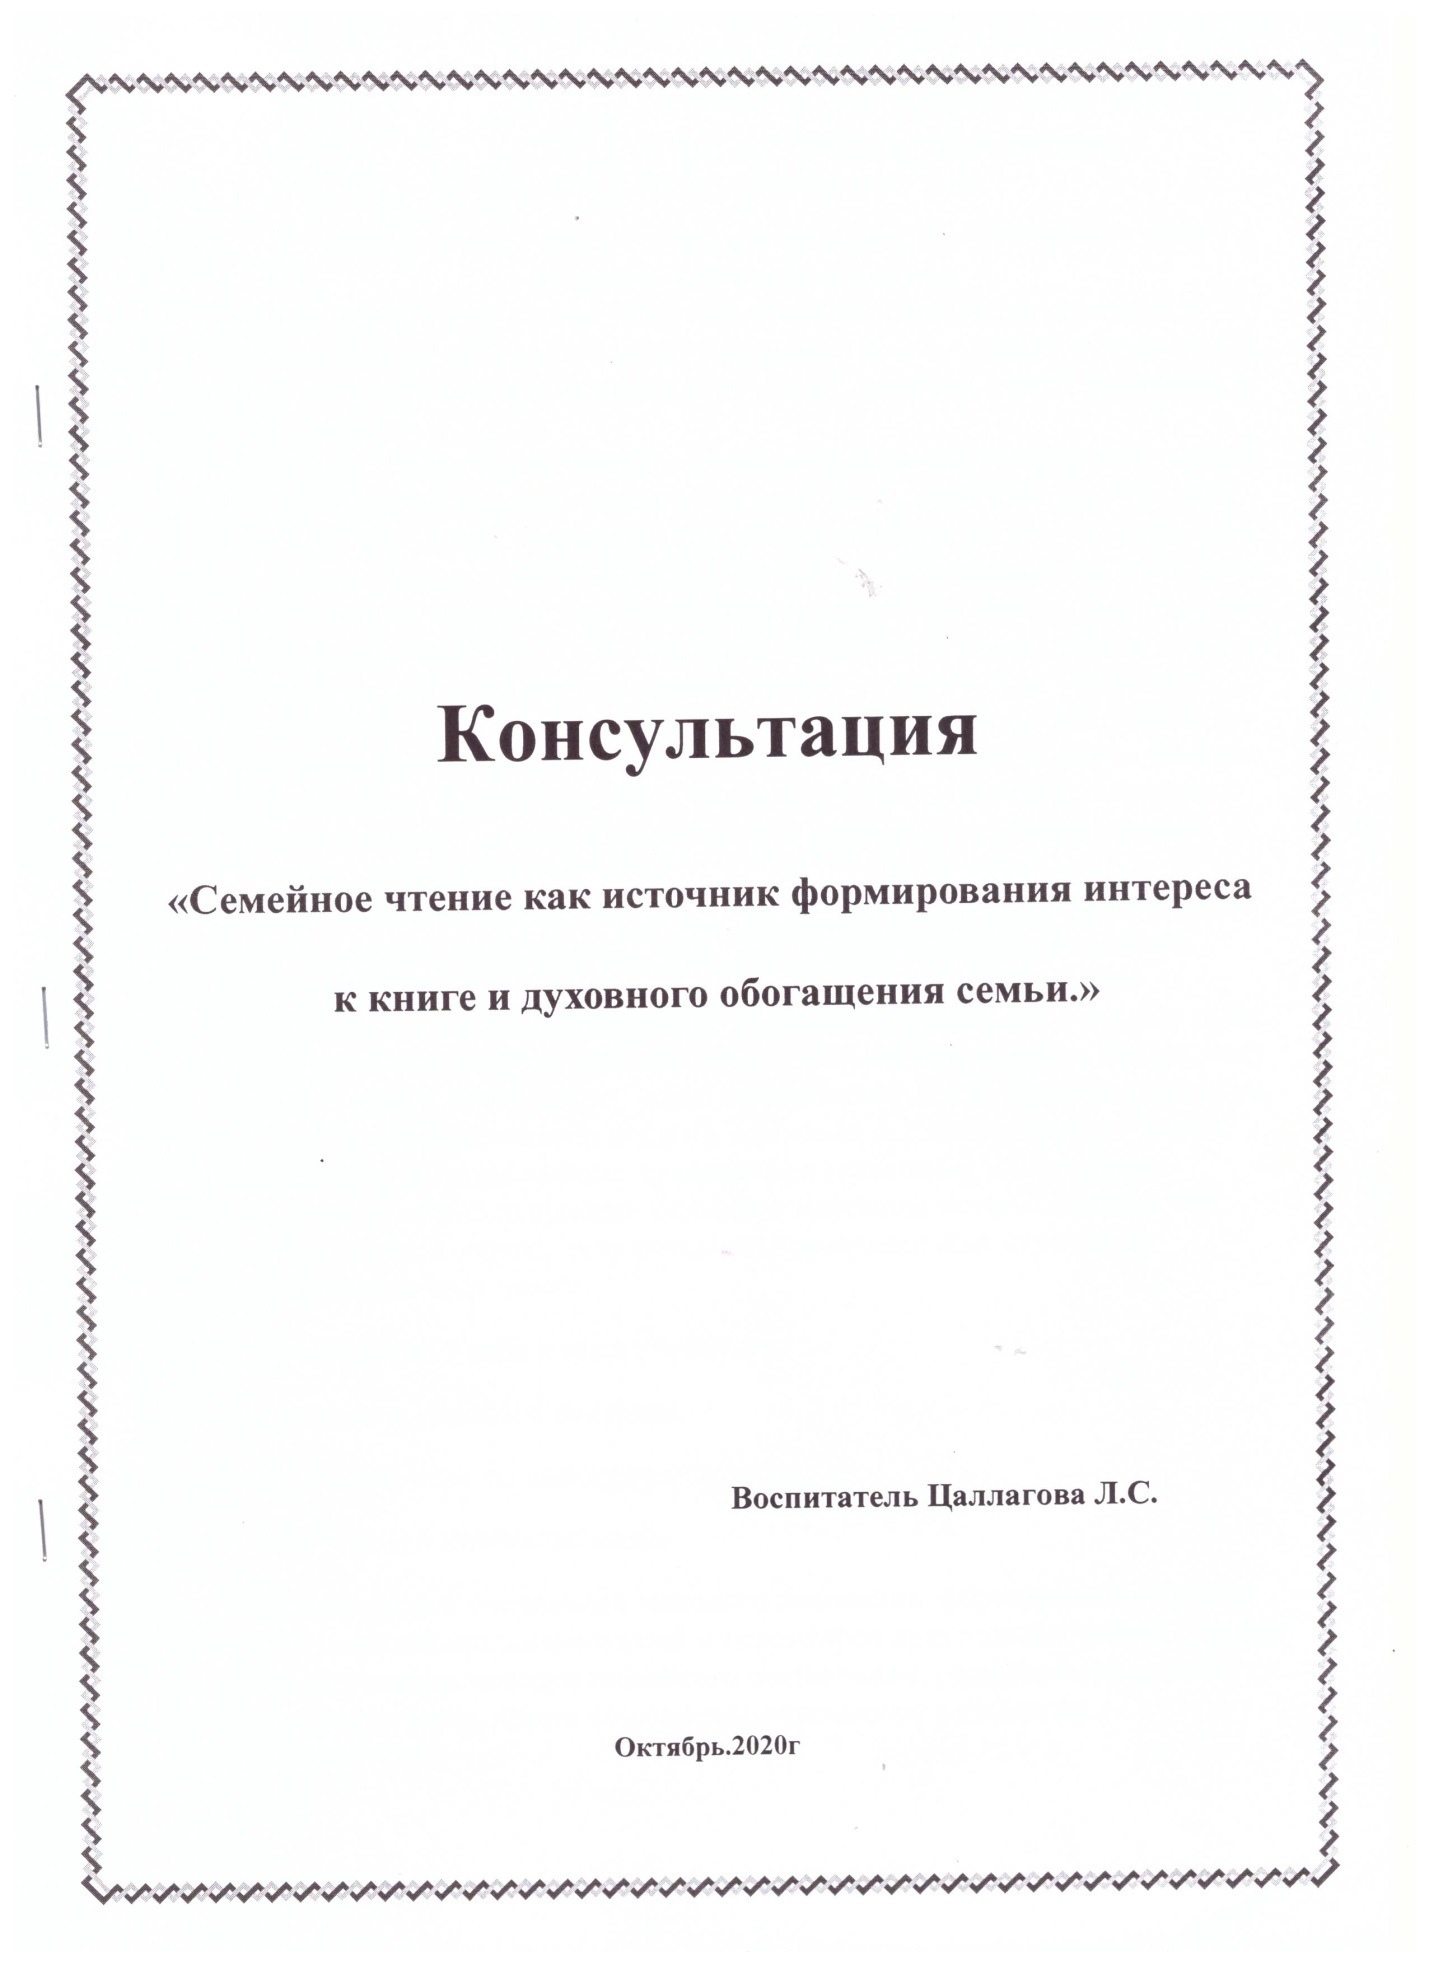 Консультация
«Семейное чтение как источник формирования интереса
к книге и духовного обогащения семьи.»
Воспитатель Цаллагова Л.С.
Октябрь.2020г